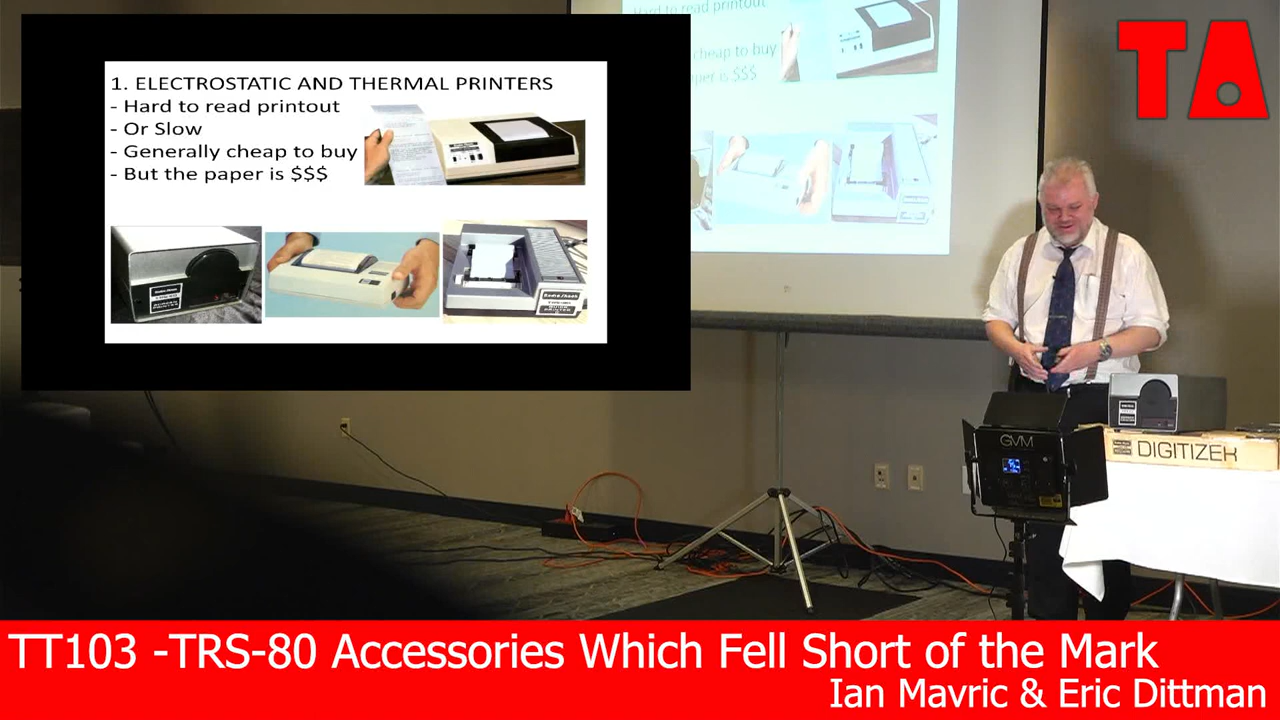 1. ELECTROSTATIC AND THERMAL PRINTERS
- Hard to read printout
- Or Slow
- Generally cheap to buy
- But the paper is $$$
Hard to read printout
cheap to buy
paper is $$$
TA
GVM
DIGITIZER
TT103 -TRS-80 Accessories Which Fell Short of the Mark
Ian Mavric & Eric Dittman